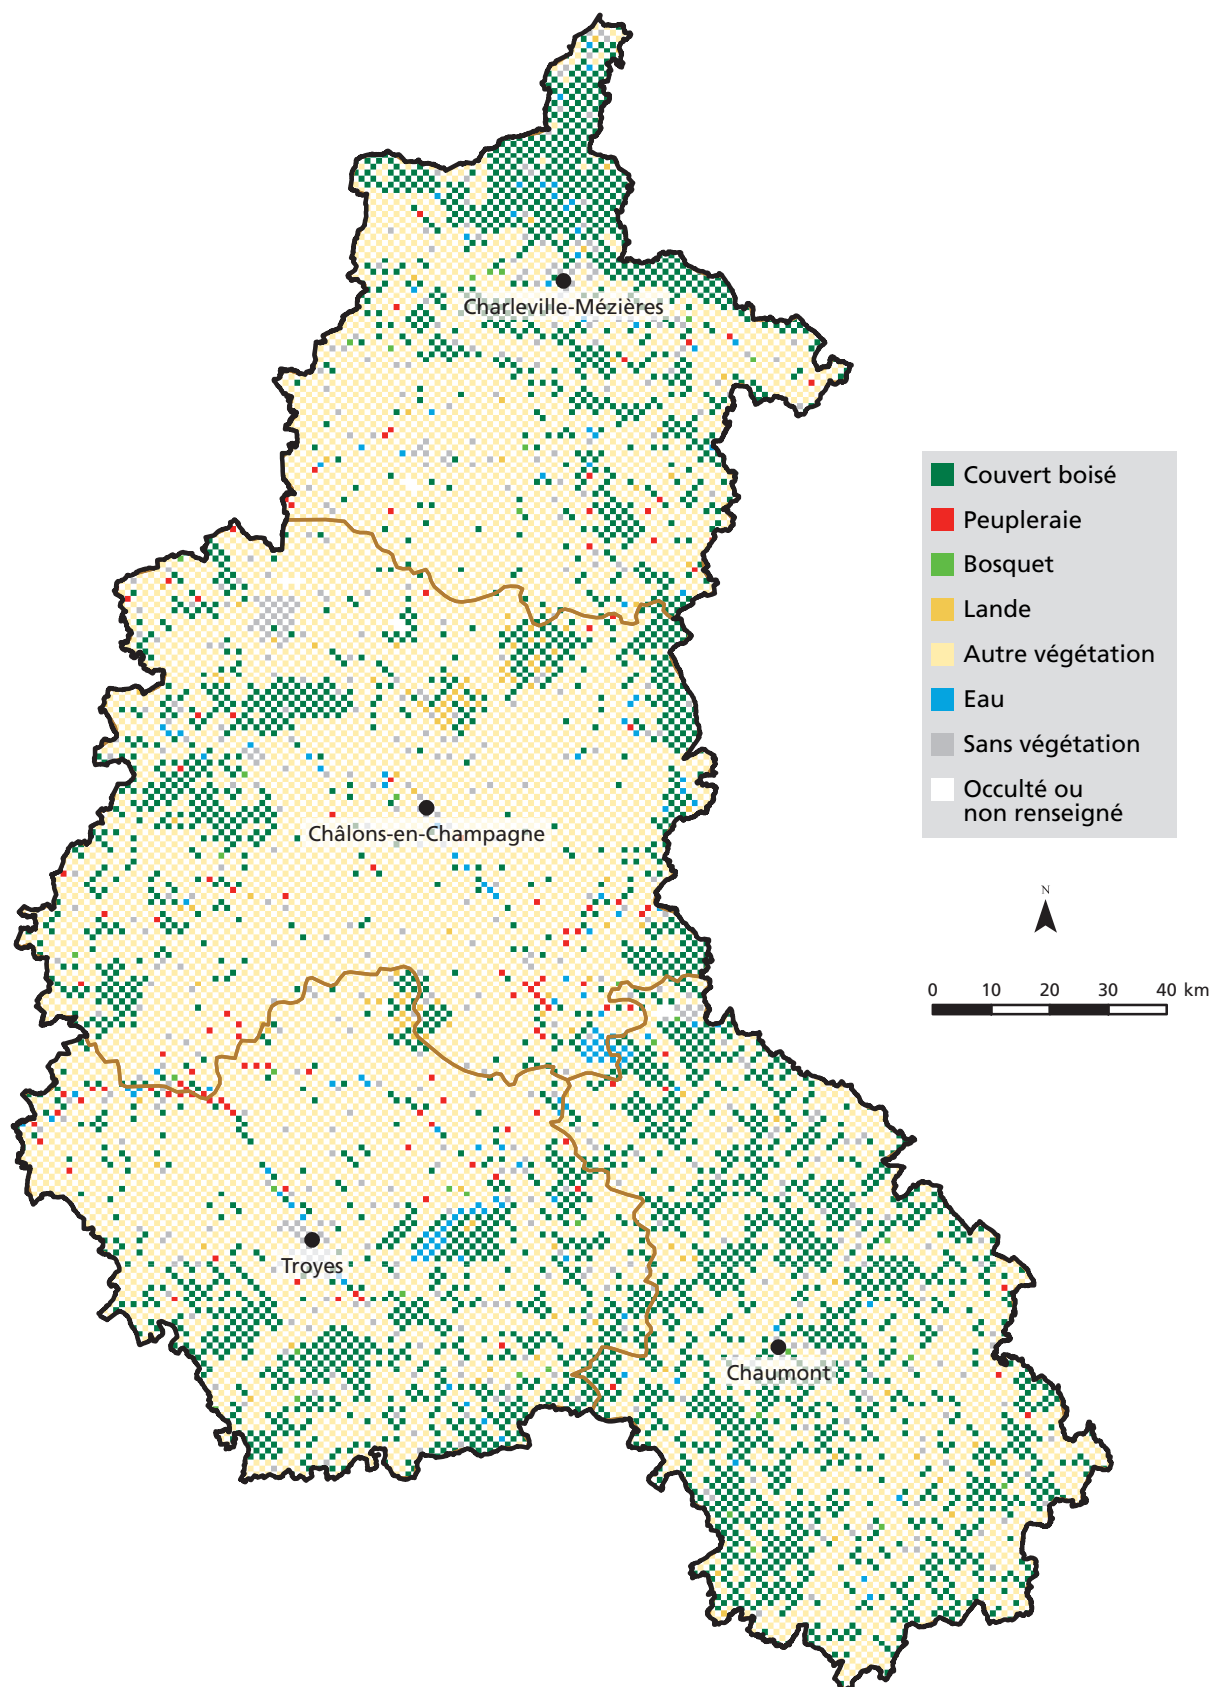 Charleville-Mézières
Couvert boisé
Peupleraie
Bosquet
Lande
Autre végétation
Eau
Sans végétation
Occulté ou
non renseigné
Châlons-en-Champagne
N
0 10 20 30 40 km
Troyes
Chaumont